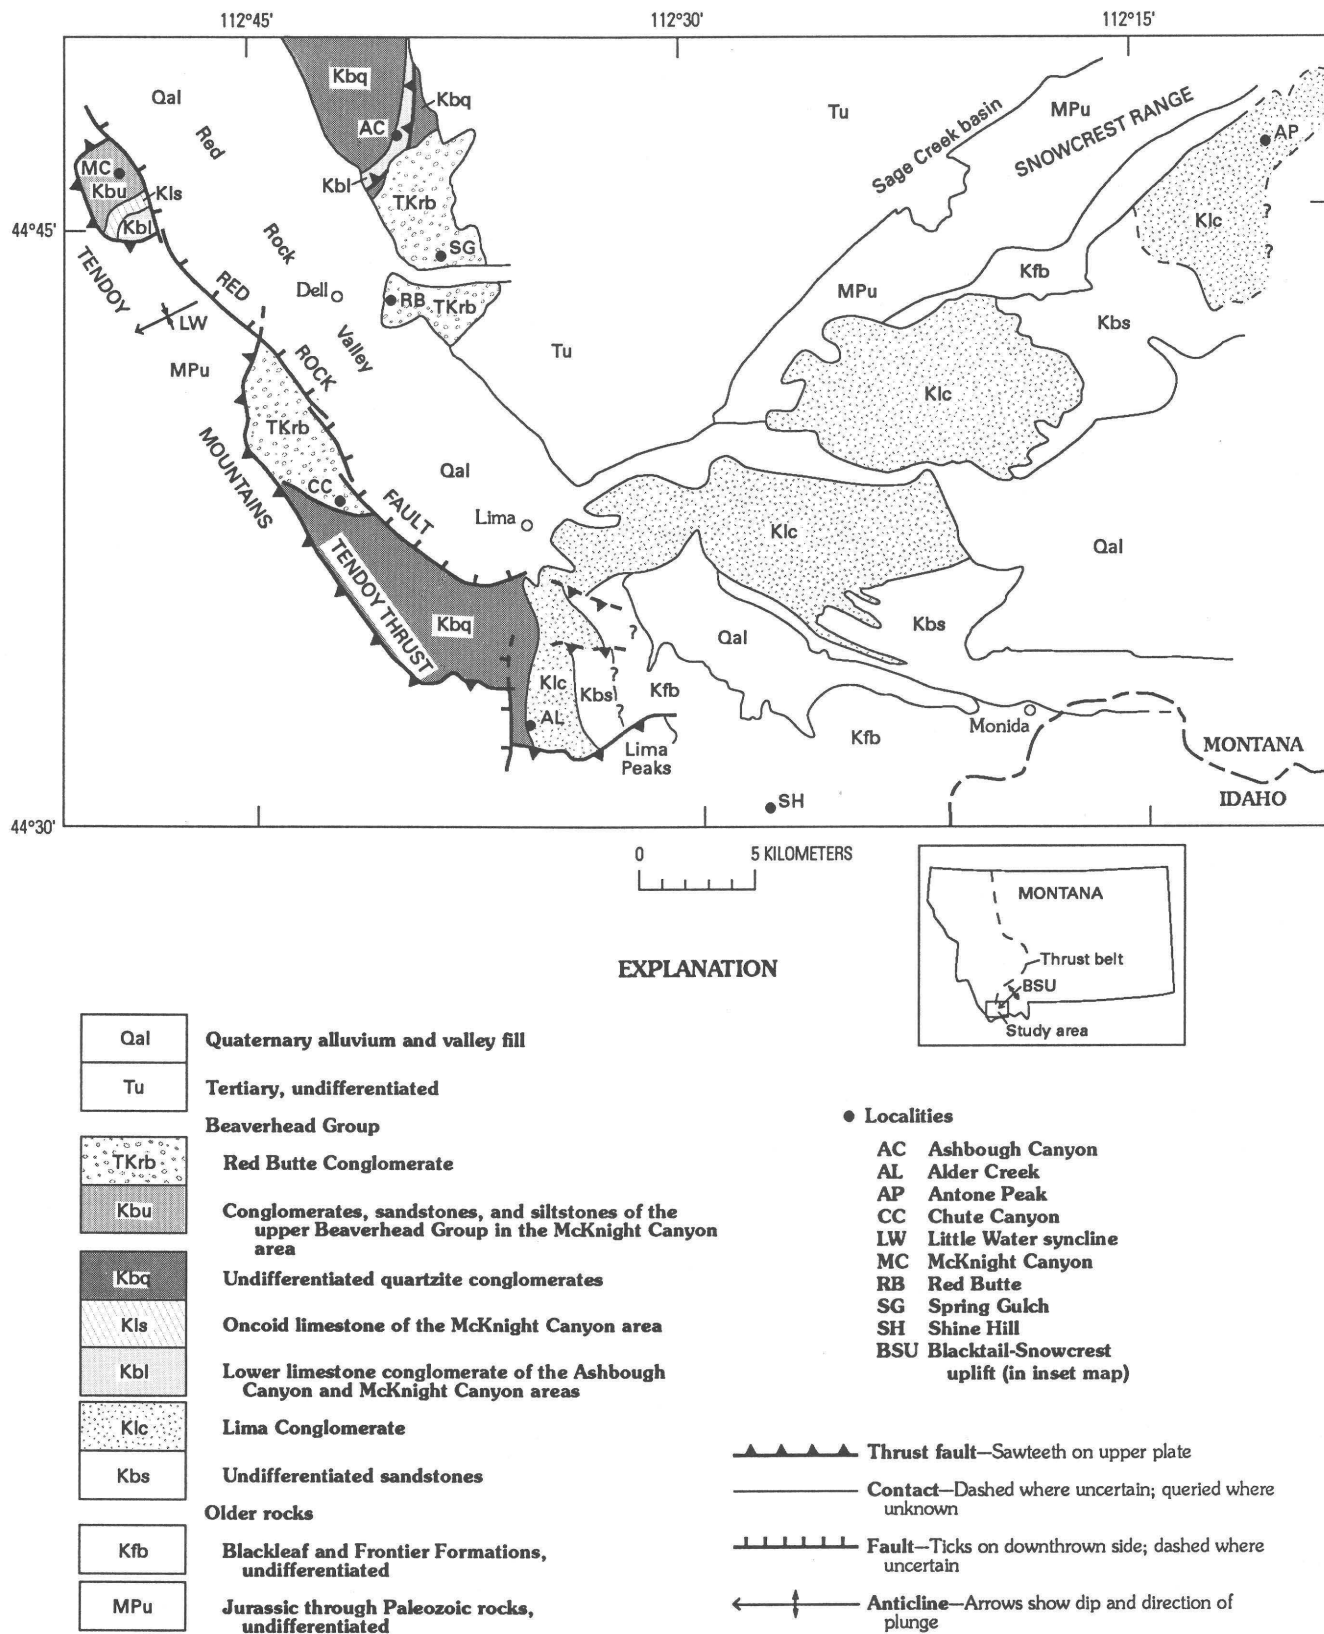 112°45'
112°30'
112°15'
Kbq
Qal
Red
AC
Kbq
Tu
MPu
Sage Creek basin
SNOWCREST RANGE
AP
MC
Kbu
Kls
Kbl
Kbl
TKrb
Klc
?
44°45'
TENDOY
RED
Rock
SG
?
Kfb
Dell
RB
TKrb
MPu
Kbs
LW
Valley
MPu
ROCK
Tu
Klc
TKrb
MOUNTAINS
Qal
CC
FAULT
Lima
Klc
Qal
TENDOY THRUST
Kbq
?
Qal
Kbs
Klc
Kbs
?
Kfb
AL
?
Lima
Peaks
Kfb
Monida
MONTANA
IDAHO
SH
44°30'
0
5 KILOMETERS
MONTANA
Thrust belt
BSU
Study area
EXPLANATION
Qal
Quaternary alluvium and valley fill
Tu
Tertiary, undifferentiated
Beaverhead Group
TKrb
Red Butte Conglomerate
Kbu
Conglomerates, sandstones, and siltstones of the
upper Beaverhead Group in the McKnight Canyon
area
Kbq
Undifferentiated quartzite conglomerates
Kls
Oncoid limestone of the McKnight Canyon area
Kbl
Lower limestone conglomerate of the Ashbough
Canyon and McKnight Canyon areas
Klc
Lima Conglomerate
Kbs
Undifferentiated sandstones
Older rocks
Kfb
Blackleaf and Frontier Formations,
undifferentiated
MPu
Jurassic through Paleozoic rocks,
undifferentiated
Localities
AC Ashbough Canyon
AL Alder Creek
AP Antone Peak
CC Chute Canyon
LW Little Water syncline
MC McKnight Canyon
RB Red Butte
SG Spring Gulch
SH Shine Hill
BSU Blacktail-Snowcrest
uplift (in inset map)
Thrust fault—Sawteeth on upper plate
Contact—Dashed where uncertain; queried where
unknown
Fault—Ticks on downthrown side; dashed where
uncertain
Anticline—Arrows show dip and direction of
plunge